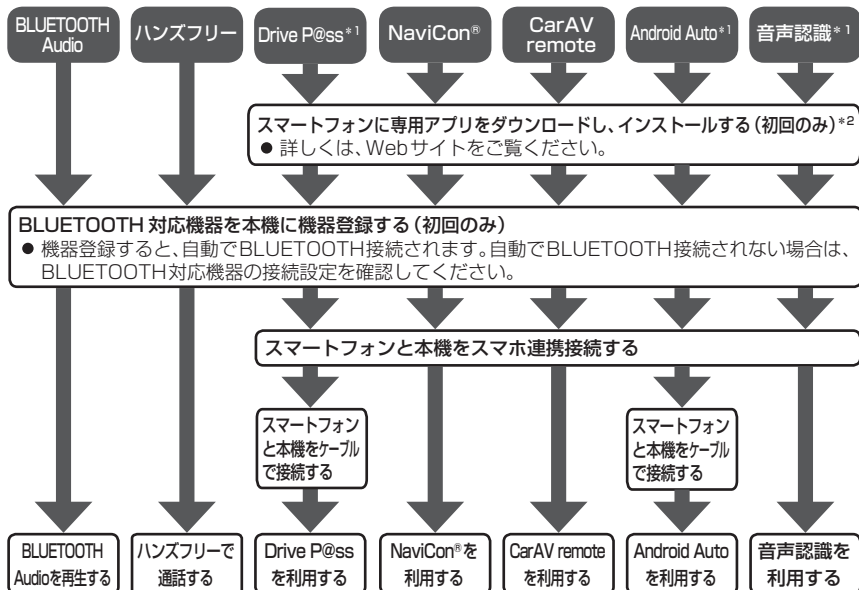 BLUETOOTH
Audio
ハンズフリー
Drive P@ss*1
NaviCon®
CarAV
remote
Android Auto*1
音声認識*1
スマートフォンに専用アプリをダウンロードし、インストールする(初回のみ)*2
● 詳しくは、Webサイトをご覧ください。
BLUETOOTH 対応機器を本機に機器登録する(初回のみ)
● 機器登録すると、自動でBLUETOOTH接続されます。自動でBLUETOOTH接続されない場合は、
BLUETOOTH対応機器の接続設定を確認してください。
スマートフォンと本機をスマホ連携接続する
スマートフォン
と本機をケーブル
で接続する
スマートフォン
と本機をケーブル
で接続する
BLUETOOTH
Audioを再生する
ハンズフリーで
通話する
Drive P@ss
を利用する
NaviCon®を
利用する
CarAV remote
を利用する
Android Auto
を利用する
音声認識を
利用する